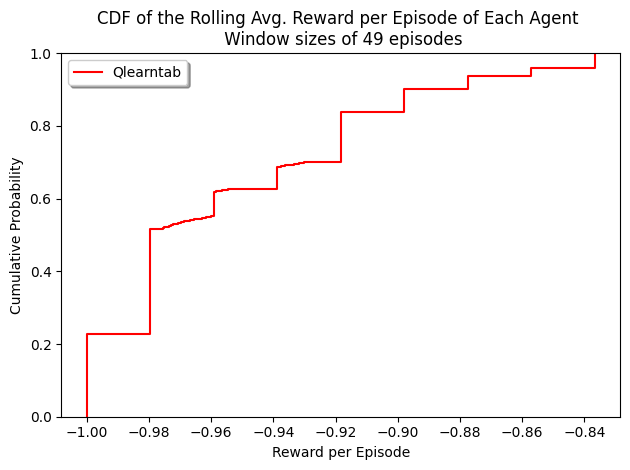 CDF of the Rolling Avg. Reward per Episode of Each Agent
Window sizes of 49 episodes
Qlearntab
Cumulative Probability
1.0
0.8
0.6
0.4
0.2
0.0
−1.00 −0.98 −0.96 −0.94 −0.92 −0.90 −0.88 −0.86 −0.84
Reward per Episode